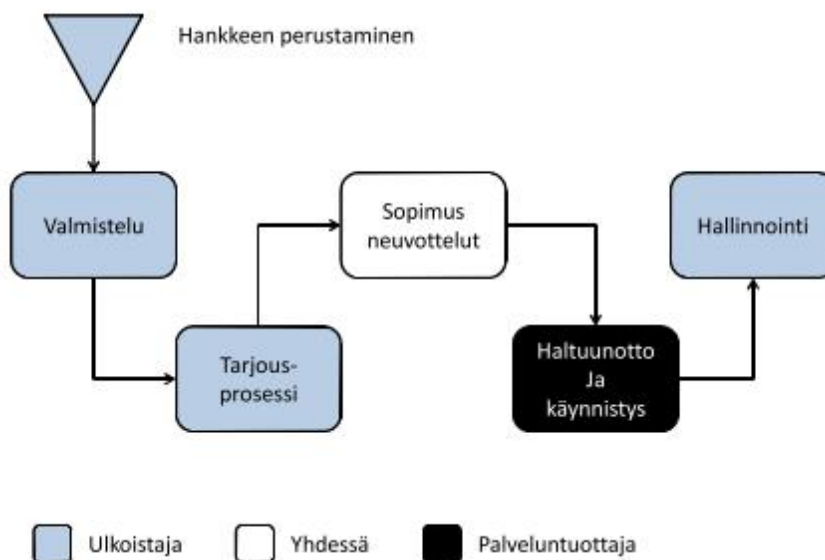 Hankkeen perustaminen
Valmistelu
Tarjous-
prosessi
Sopimus
neuvottelut
Haltuunotto
Ja
käynnistys
Hallinnointi
Ulkoistaja
Yhdessä
Palveluntuottaja